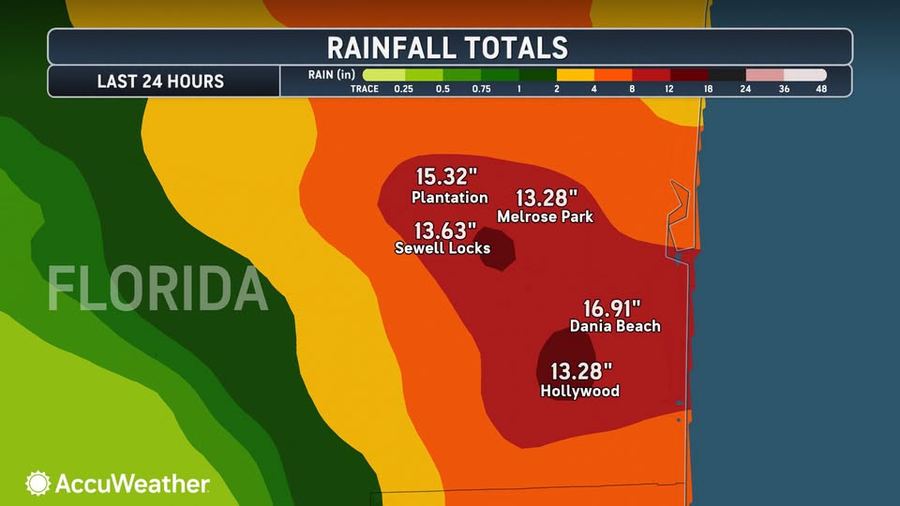 RAINFALL TOTALS
LAST 24 HOURS
RAIN (in)
TRACE 0.25 0.5 0.75 1 2 4 8 12 18 24 36 48
15.32"
Plantation
13.28"
Melrose Park
13.63"
Sewell Locks
FLORIDA
16.91"
Dania Beach
13.28"
Hollywood
AccuWeather